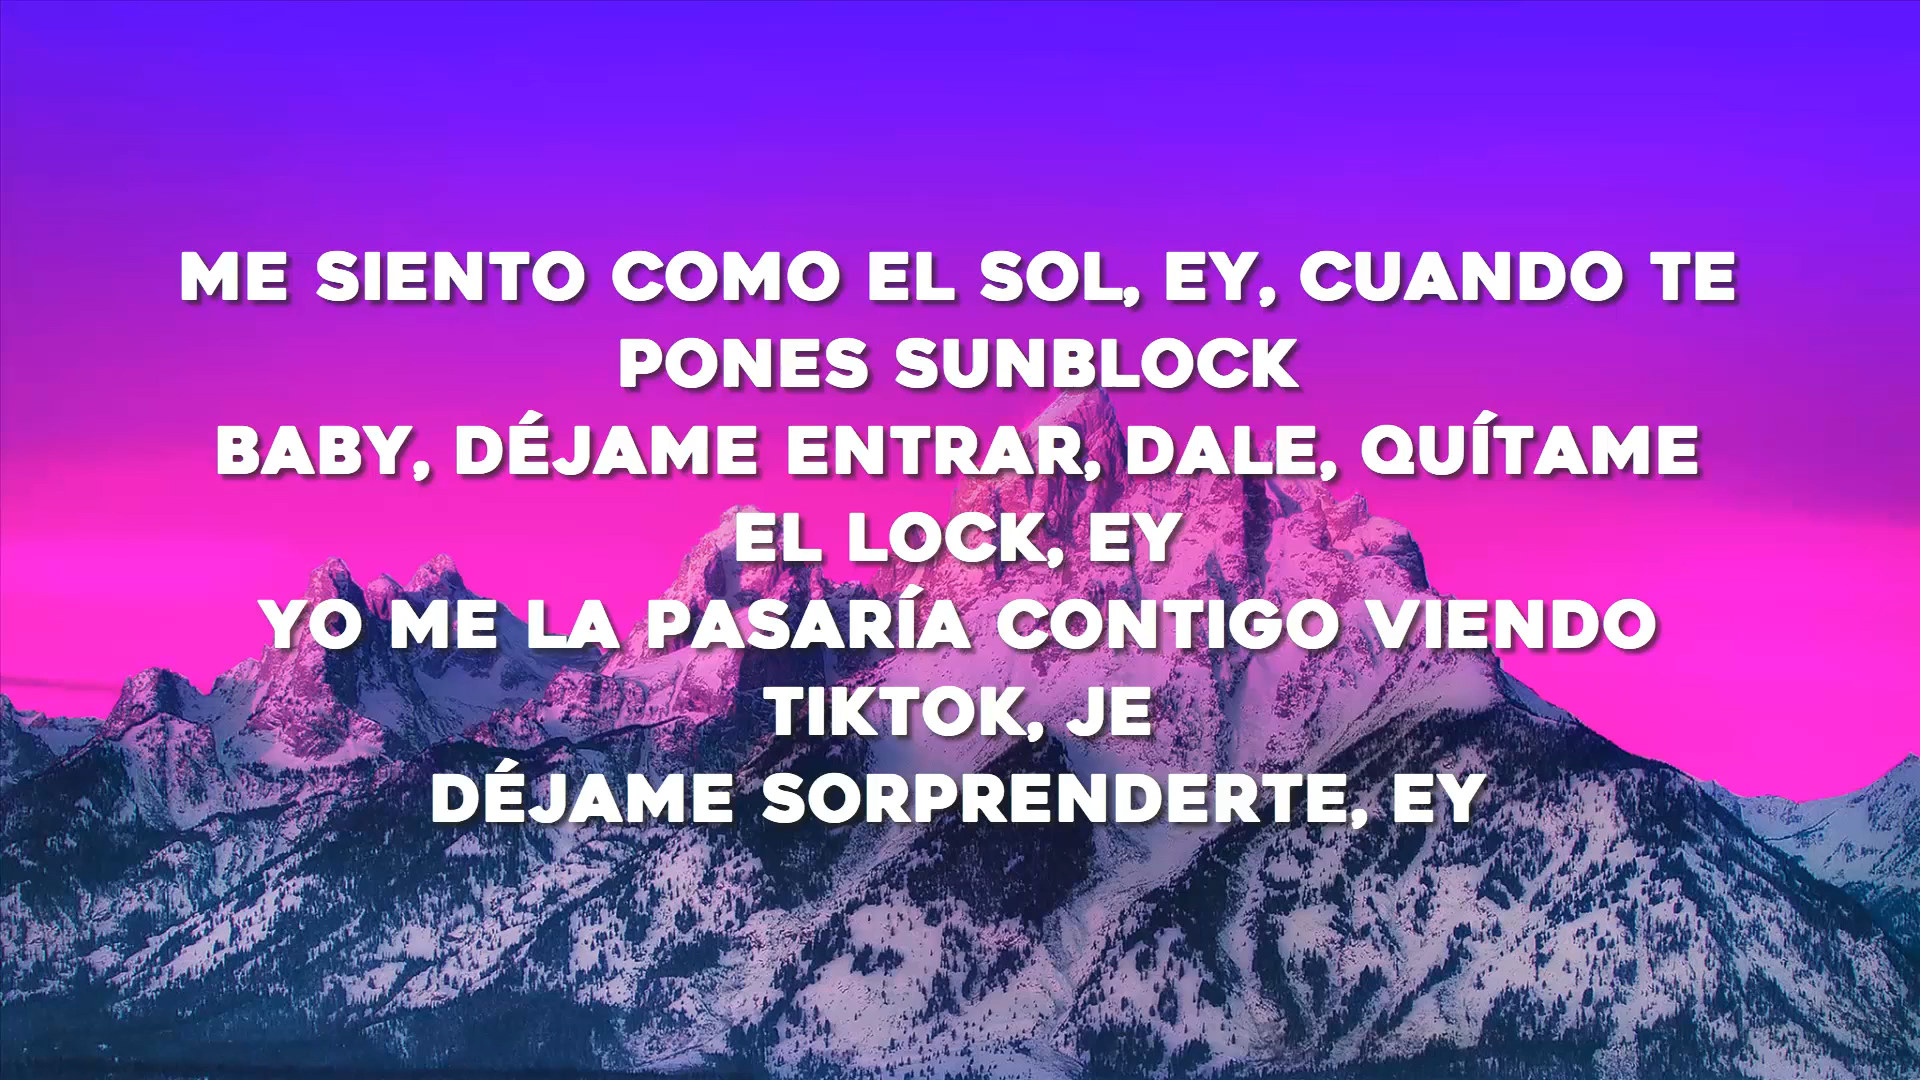 ME SIENTO COMO EL SOL, EY, CUANDO TE
PONES SUNBLOCK
BABY, DÉJAME ENTRAR, DALE, QUÍTAME
EL LOCK, EY
YO ME LA PASARÍA CONTIGO VIENDO
TIKTOK, JE
DÉJAME SORPRENDERTE, EY